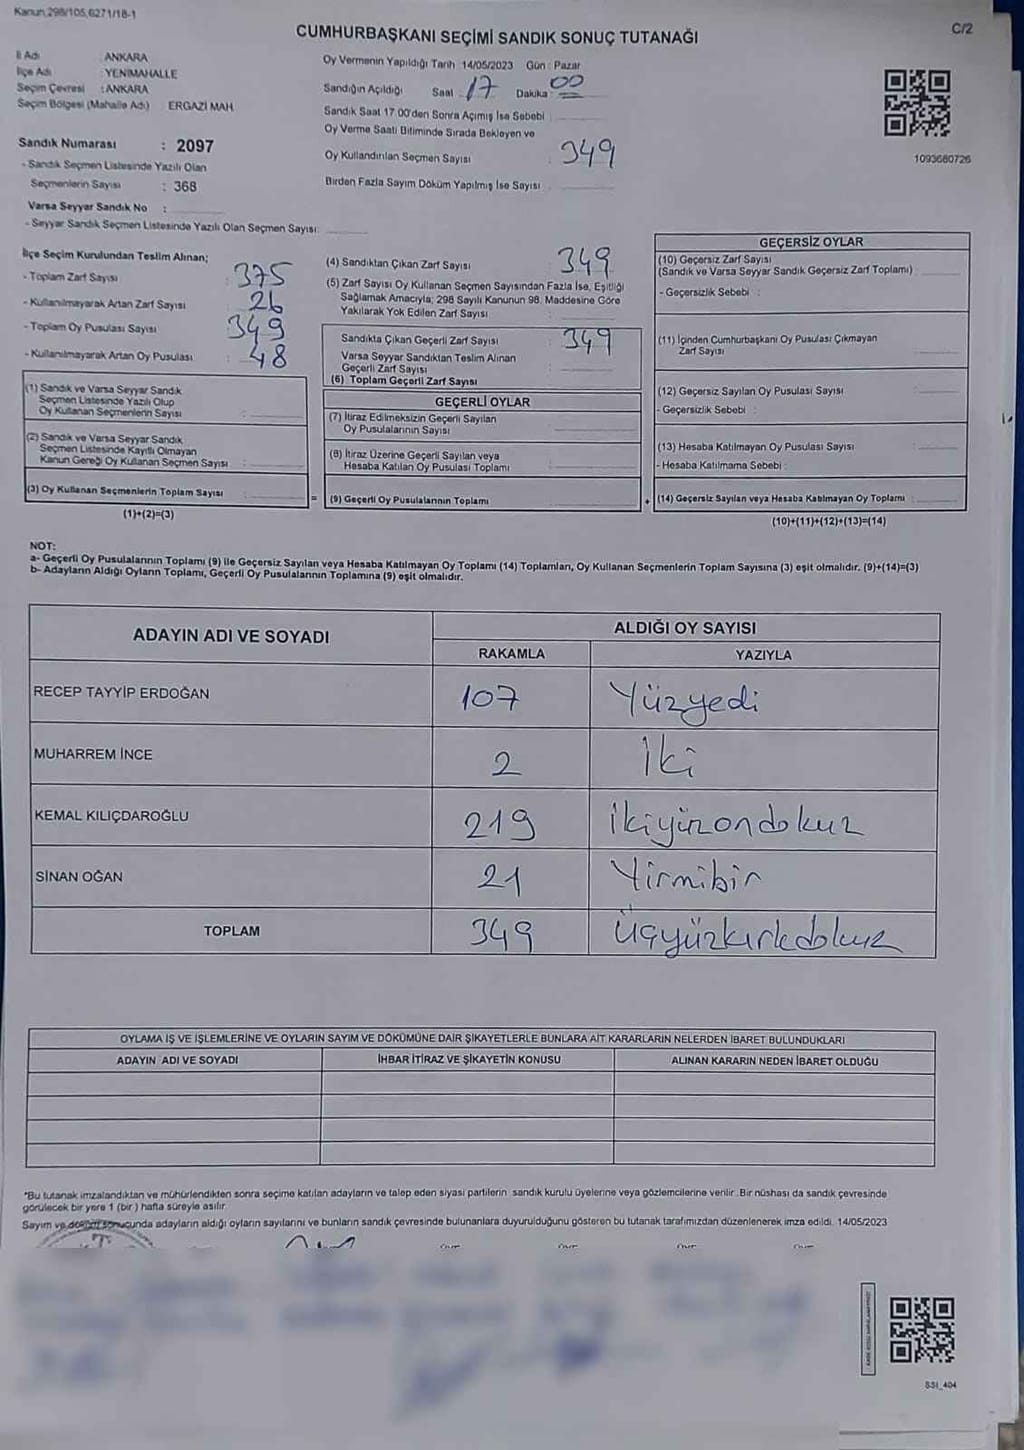 Kanun:298/105,6271/18-1
C/2
CUMHURBAŞKANI SEÇİMİ SANDIK SONUÇ TUTANAĞI
İl Adı : ANKARA
İlçe Adı : YENİMAHALLE
Seçim Çevresi : ANKARA
Seçim Bölgesi (Mahalle Adı) ERGAZİ MAH.
Sandık Numarası : 2097
- Sandık Seçmen Listesinde Yazılı Olan
Seçmenlerin Sayısı : 368
Varsa Seyyar Sandık No :
- Seyyar Sandık Seçmen Listesinde Yazılı Olan Seçmen Sayısı:
Oy Vermenin Yapıldığı Tarih :14/05/2023 Gün : Pazar
Sandığın Açıldığı Saat : 17 Dakika : 00
Sandık Saat 17:00'den Sonra Açımış İse Sebebi :
Oy Verme Saati Bitiminde Sırada Bekleyen ve
Oy Kullandırılan Seçmen Sayısı : 349
Birden Fazla Sayım Döküm Yapılmış İse Sayısı :
1093680726
İlçe Seçim Kurulundan Teslim Alınan;
- Toplam Zarf Sayısı : 375
- Kullanılmayarak Artan Zarf Sayısı : 26
- Toplam Oy Pusulası Sayısı : 349
- Kullanılmayarak Artan Oy Pusulası : 48
(1) Sandık ve Varsa Seyyar Sandık
Seçmen Listesinde Yazılı Olup
Oy Kullanan Seçmenlerin Sayısı :
(2) Sandık ve Varsa Seyyar Sandık
Seçmen Listesinde Kayıtlı Olmayan
Kanun Gereği Oy Kullanan Seçmen Sayısı :
(3) Oy Kullanan Seçmenlerin Toplam Sayısı :
(1)+(2)=(3)
(4) Sandıktan Çıkan Zarf Sayısı : 349
(5) Zarf Sayısı Oy Kullanan Seçmen Sayısından Fazla İse, Eşitliği
Sağlamak Amacıyla; 298 Sayılı Kanunun 98. Maddesine Göre
Yakılarak Yok Edilen Zarf Sayısı :
Sandıkta Çıkan Geçerli Zarf Sayısı : 349
Varsa Seyyar Sandıktan Teslim Alınan
Geçerli Zarf Sayısı :
(6) Toplam Geçerli Zarf Sayısı
GEÇERLİ OYLAR
(7) İtiraz Edilmeksizin Geçerli Sayılan
Oy Pusulalarının Sayısı :
(8) İtiraz Üzerine Geçerli Sayılan veya
Hesaba Katılan Oy Pusulası Toplamı :
= (9) Geçerli Oy Pusulalarının Toplamı
GEÇERSİZ OYLAR
(10) Geçersiz Zarf Sayısı
(Sandık ve Varsa Seyyar Sandık Geçersiz Zarf Toplamı) :
- Geçersizlik Sebebi :
(11) İçinden Cumhurbaşkanı Oy Pusulası Çıkmayan
Zarf Sayısı :
(12) Geçersiz Sayılan Oy Pusulası Sayısı :
- Geçersizlik Sebebi :
(13) Hesaba Katılmayan Oy Pusulası Sayısı :
- Hesaba Katılmama Sebebi :
+ (14) Geçersiz Sayılan veya Hesaba Katılmayan Oy Toplamı :
(10)+(11)+(12)+(13)=(14)
NOT:
a- Geçerli Oy Pusulalarının Toplamı (9) ile Geçersiz Sayılan veya Hesaba Katılmayan Oy Toplamı (14) Toplamları, Oy Kullanan Seçmenlerin Toplam Sayısına (3) eşit olmalıdır. (9)+(14)=(3)
b- Adayların Aldığı Oyların Toplamı, Geçerli Oy Pusulalarının Toplamına (9) eşit olmalıdır.
ADAYIN ADI VE SOYADI
ALDIĞI OY SAYISI
RAKAMLA YAZIYLA
RECEP TAYYİP ERDOĞAN 107 Yüzyedi
MUHARREM İNCE 2 İki
KEMAL KILIÇDAROĞLU 219 ikiyüzondokuz
SİNAN OĞAN 21 Yirmibir
TOPLAM 349 Üçyüzkırkdokuz
OYLAMA İŞ VE İŞLEMLERİNE VE OYLARIN SAYIM VE DÖKÜMÜNE DAİR ŞİKAYETLERLE BUNLARA AİT KARARLARIN NELERDEN İBARET BULUNDUKLARI
ADAYIN ADI VE SOYADI İHBAR İTİRAZ VE ŞİKAYETİN KONUSU ALINAN KARARIN NEDEN İBARET OLDUĞU
"Bu tutanak imzalandıktan ve mühürlendikten sonra seçime katılan adayların ve talep eden siyasi partilerin sandık kurulu üyelerine veya gözlemcilerine verilir. Bir nüshası da sandık çevresinde
görülecek bir yere 1 (bir) hafta süreyle asılır.
Sayım ve döküm sonucunda adayların aldığı oyların sayılarını ve bunların sandık çevresinde bulunanlara duyurulduğunu gösteren bu tutanak tarafımızdan düzenlenerek imza edildi. 14/05/2023
SSI_404